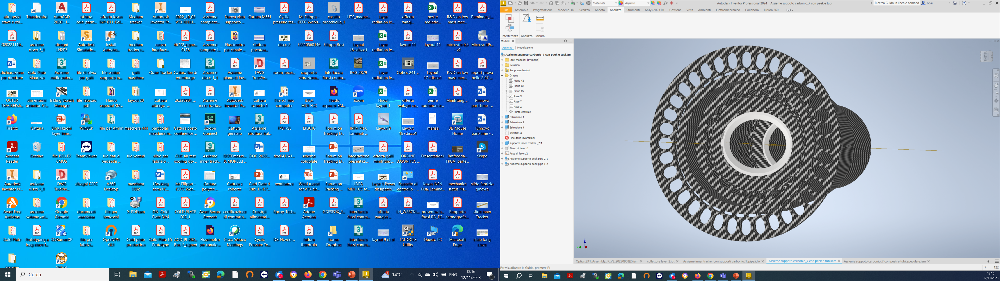 altri pezzi
stave e col...
Thunderbird
AutoCAD
2020 - I...
offerta
cole-parm...
offerta loson
INP-011-Col...
Medium
tracker
Autodesk
Inventor Pr...
2022_10_03
VTX REGU...
Assieme
completo...
Nuova vista
supporto ...
Cattura M55J
Cyclic
pressure tes...
Mr Filippo -
CEPC Works...
casello
orecchiella_1
HTS_magne...
Layer
radiation le...
offerta
wataj...
pesi e
radiatio...
R&D on low
mass mec...
Reminder_L...
G20221110...
assieme
disco 3_1
disegni
LN2P3
Autodesk
Simulatio...
Install
Autodes...
medium
tracker r...
nuovo
interfacc...
46772_signe...
9176
Assieme
completo l...
Flussimetro
per canale ...
Cattura
pocofoa...
disco 2
F2210560146
Filippo Bosi
Layout
16+disco1
Layer
radiation le...
layout 11
layout 11
microvite 0.5
- v2
MicrosoftPr...
dichiarazione
per direttore
Cold Plate
Maurizio
Assieme
midle outer...
file di silvia
per galli
file venturi
supporto in...
galli
maschere
Outer Tracker
Cattura fee di
edimburgo
Assieme
disco 1_1
Assieme
piano di lav...
DWG
TrueVie...
room_recei...
supporto
vibraziona...
Interfaccia
flussi contra...
IMG_2879
Layer
radiation le...
Optics_241_...
Layout
17+disco1
R&D on low
mass mec...
report prova
belle 2 07-...
OUTER
TRACKERsli...
dimensioni
detector AT...
Inkling Sketch
Manager
file fabrizio
pdf
Fluido
especial 3M...
layout 20
Cattura
albergo _...
20220901_...
Assieme
inner tracke...
Autodesk
Inventor Pr...
Cattura
roberto 1
File sul mio
computer
IDEA
MDI-FCC
Fluido
especial 3M...
Zoom
Nuovi
layout_1
offerta
watajet ce...
pesi e
radiation le...
Minifitting_...
Rinnovo
part-time -...
Firefox
Cattura
Simulazioni
layer Inne...
WinSCP
file per Armin
maschera 444
particolari
maschera m...
Cattura costo
conference ...
Adobe
Connect
Cattura
gennaro
Assieme
struttura tral...
FP51-SL
EP30TC
Forum on
Tracking D...
INFN Pisa,
Laminati ...
Layout 9
Layout
18+disco1
marisa
3D Mouse
Home
Rinnovo
part-time -...
Acrobat
Reader
Cestino
file BELLE2
CMOS
TeamViewer
file dati a
bedeschi ...
file venturi
slide per
fabrizio ...
CLIC air test
cooling dp-...
Assieme
inner track...
DDTEmesso...
& MORELLI ...
DOC-2022...
doc041341...
schema
coldplate
Forum on
Tracking D...
integrazione
presentazi...
offerta galli
minifitting...
ORDINE
LOSON FCC ...
Présentation1
Raffredda...
FPGA parte...
Skype
Autodesk
Inventor Pr...
assieme
disco 2_1
DWG
TrueVie...
disegni CEPC
A360
Desktop
maschera
1332
1Booking
form FC...
Mr Filippo -
CEPC Wor...
Cattura
polytec ...
Cattura x
roberto
Cold Plate 4
Tubi T=15°...
ventilatore
Wind tunnel
for VTX air...
Forum on
Tracking ...
IDEA
MDI-FCC ta...
Layer 1 Power
dissipated
Pannello di
controllo - ...
loson INFN
Pisa, Lamina...
mechanics
status Pis...
slide fabrizio
ginevra
Avast Free
Antivirus
assieme
volume col...
Google
Chrome
documenti
macchina
file per
bedeschi
X-PDFsam
OB- Cold
Plate 3&4
COLD PLATE
FCC_1
Avast Secure
Browser
certificazione
di contratto...
Consigli
alimentari...
Epoxy-Tech...
Adobe
Acrobat
GDFSFOX_2...
Interfaccia
flussi contra...
offerta
watajet ...
LH_WEBCKI...
presentazio...
fbosi RD_FC...
Rapporto
termografic...
slide inner
Tracker
Cold Plate
Prototyping a
long stave f...
CDBurnerXP
file per
fabrizi...
OpenVPN
GUI
Cold plate
production
Cold Plate L5
Prototype
AOO_PI-202...
Bosi F_signed
Flussimetro
per canale ...
Cisco Webex
Meetings
Cyclic
Pressure Te...
DS-Novec-...
fattura
iberdrola
home
Dropbox
Interfaccia
flussi contra...
layout 9 et al
LMTOOLS
Utility
Questo PC
Microsoft
Edge
slide long
stave
assieme
Virtual
Cerca
14°C
ENG
13:16
12/11/2023
Autodesk Inventor Professional 2024 Assieme suppoto carbonio_7 con peek e tubi
Ricerca Guida in linea e comand
bosi
Materiale
Aspetto
File Assembla Progettazione Modello 3D Schizzo Annota Analizza Strumenti Ansys 2023 R1 Gestione Vista Ambienti Elettromeccanico Collabora Fusion 360
Interferenza Analizza Misura
Modello
Assieme Modellazione
Assieme suppoto carbonio_7 con peek e tubi.iam
Stati modello: [Primario]
Relazioni
Rappresentazioni
Origine
Piano YZ
Piano XZ
Piano XY
Asse X
Asse Y
Asse Z
Punto centrale
Estrusione 1
Estrusione 2
Estrusione 4
Schizzo 11
Fine delle lavorazioni
supporto inner tracker _7:1
Piano di lavoro1
Asse di lavoro2
Assieme supporto peek pipe 2:1
Assieme supporto peek pipe 1:2
SINISTRA
Z
Optics_241_Assembly_IR_V3_20230908(2).iam
collettore layer 2.ipt
Assieme inner tracker con supporti carbonio_1_pipe.idw
Assieme suppoto carbonio_7 con peek e tubi.iam
Assieme suppoto carbonio_7 con peek e tubi_speculare.iam
Per visualizzare la Guida, premere F1
7 122
13:16
12/11/2023